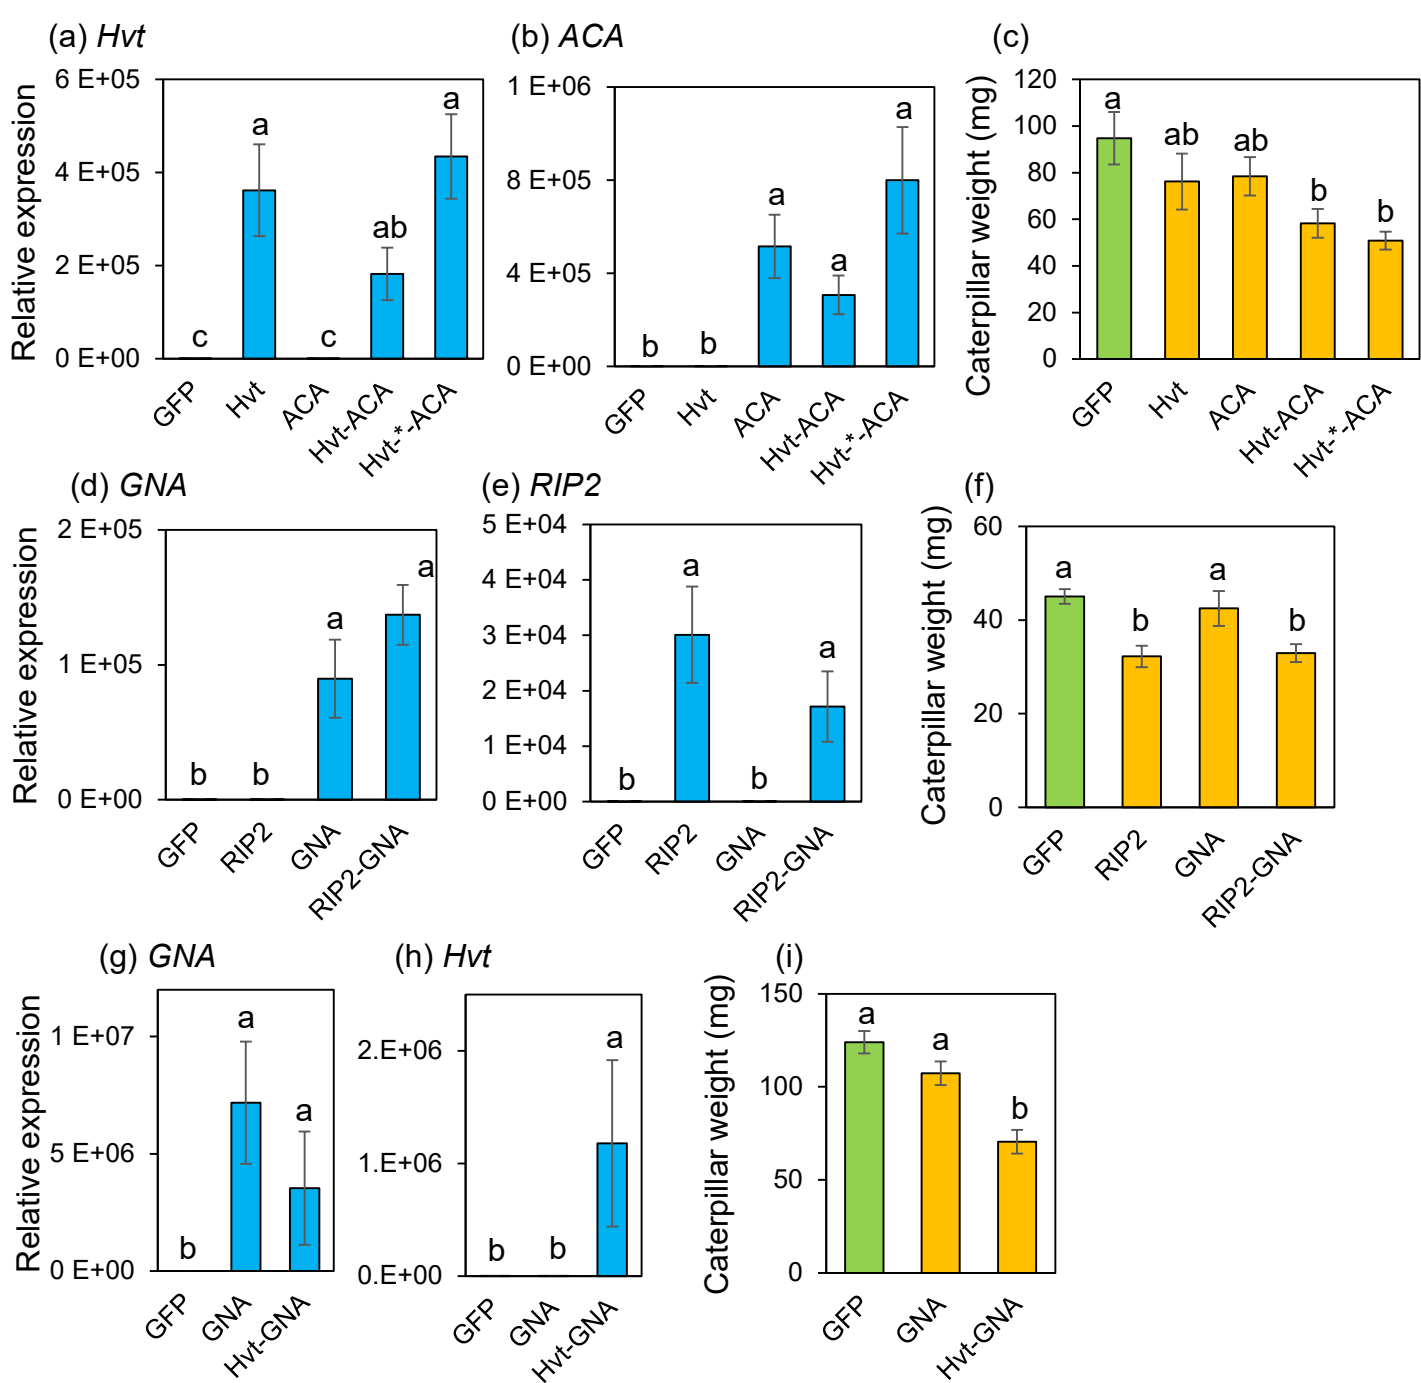 (a) Hvt
Relative expression
6 E+05
4 E+05
2 E+05
0 E+00
c
a
c
ab
a
GFP
Hvt
ACA
Hvt-ACA
Hvt-*-ACA
(b) ACA
1 E+06
8 E+05
4 E+05
0 E+00
b
b
a
a
a
GFP
Hvt
ACA
Hvt-ACA
Hvt-*-ACA
(c)
Caterpillar weight (mg)
120
100
80
60
40
20
0
a
ab
ab
b
b
GFP
Hvt
ACA
Hvt-ACA
Hvt-*-ACA
(d) GNA
Relative expression
2 E+05
1 E+05
0 E+00
b
b
a
a
GFP
RIP2
GNA
RIP2-GNA
(e) RIP2
5 E+04
4 E+04
3 E+04
2 E+04
1 E+04
0 E+00
b
a
b
a
GFP
RIP2
GNA
RIP2-GNA
(f)
Caterpillar weight (mg)
60
40
20
0
a
b
a
b
GFP
RIP2
GNA
RIP2-GNA
(g) GNA
Relative expression
1 E+07
5 E+06
0 E+00
b
a
a
GFP
GNA
Hvt-GNA
(h) Hvt
2.E+06
1.E+06
0.E+00
b
b
a
GFP
GNA
Hvt-GNA
(i)
Caterpillar weight (mg)
150
100
50
0
a
a
b
GFP
GNA
Hvt-GNA